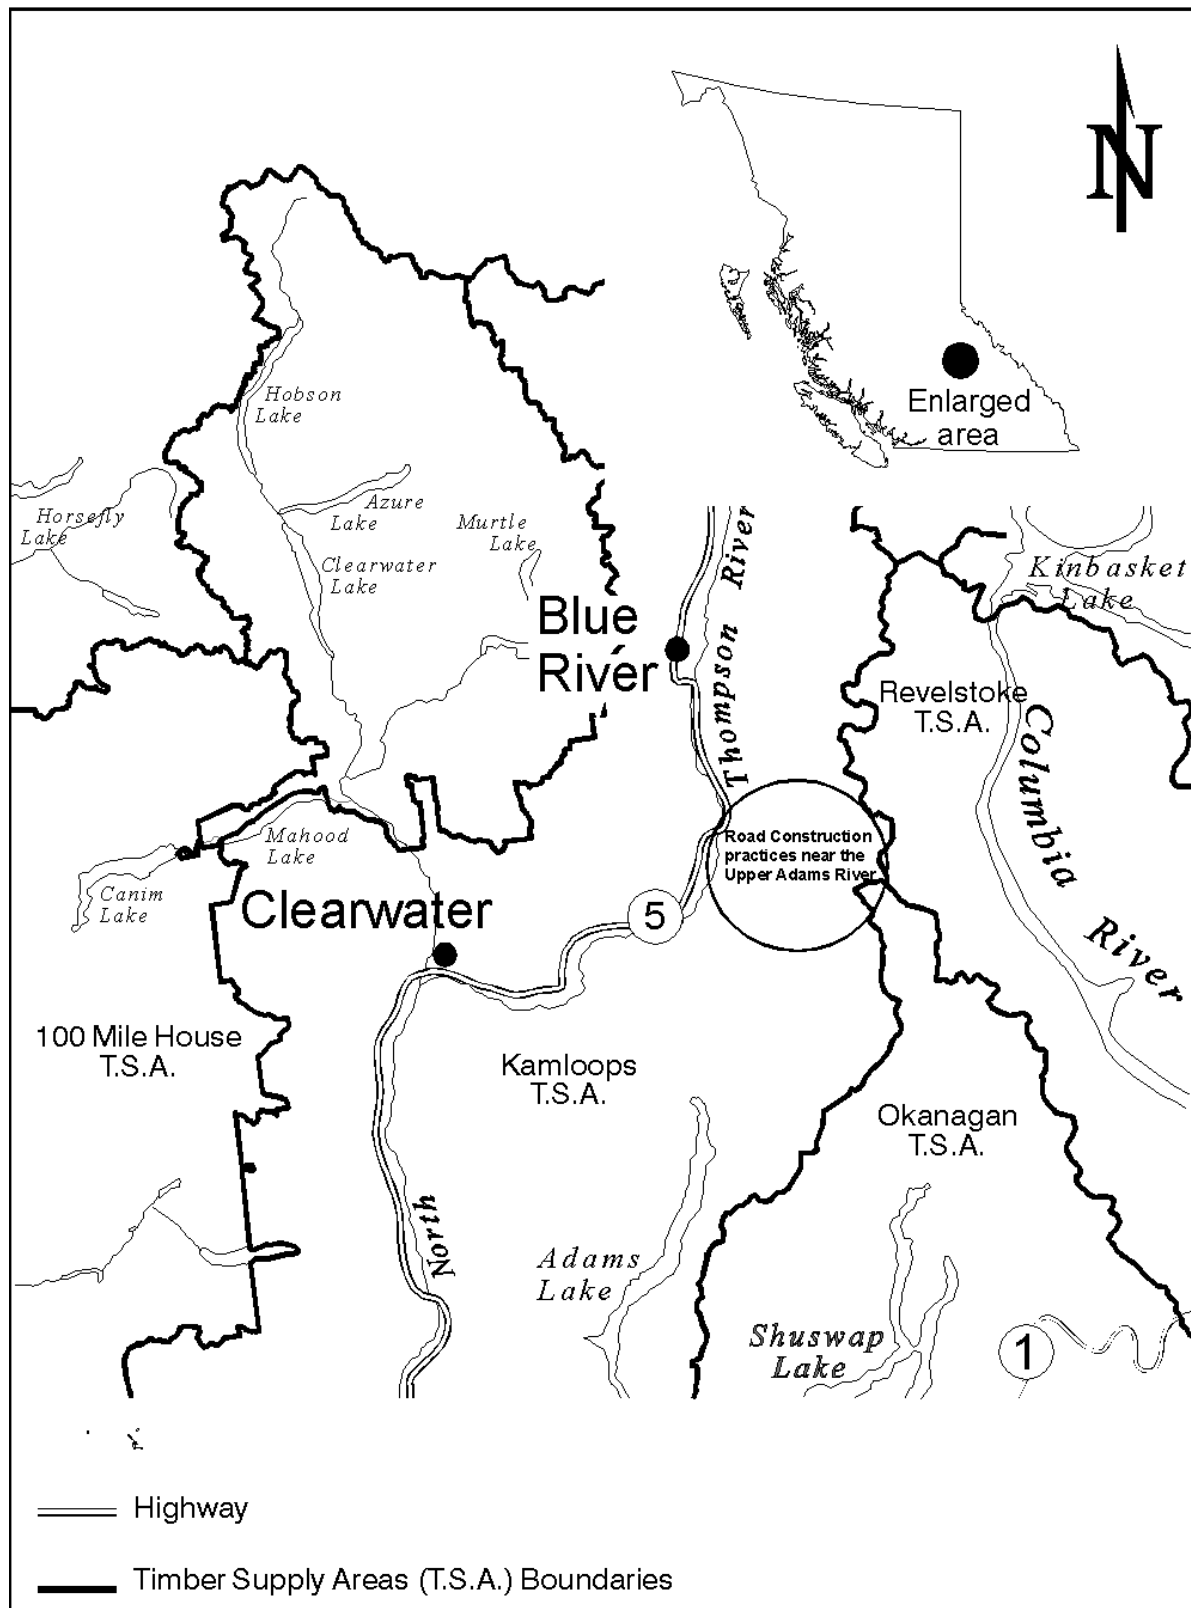 N
Enlarged
area
Hobson
Lake
Azure
Lake
Horsefly
Lake
Murtle
Lake
Clearwater
Lake
Kinbasket
Lake
Blue
River
Thompson River
Revelstoke
T.S.A.
Columbia River
Road Construction
practices near the
Upper Adams River
Mahood
Lake
Canim
Lake
Clearwater
5
100 Mile House
T.S.A.
Kamloops
T.S.A.
Okanagan
T.S.A.
North
Adams
Lake
Shuswap
Lake
1
Highway
Timber Supply Areas (T.S.A.) Boundaries